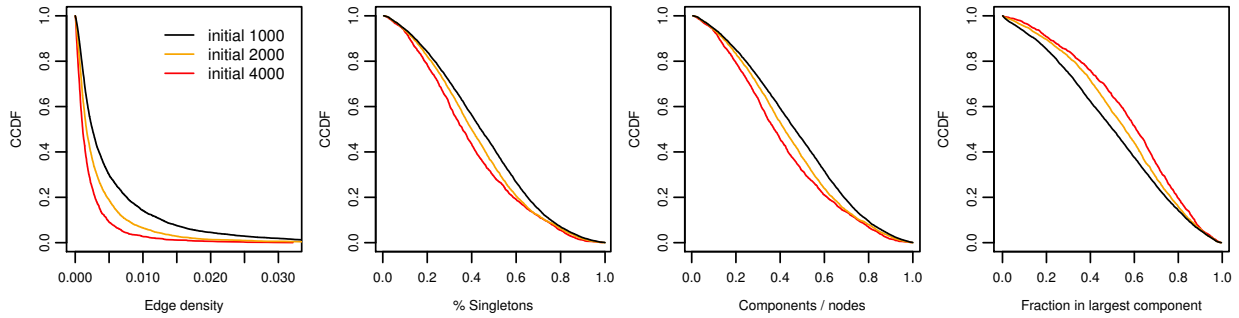 CCDF
1.0
0.8
0.6
0.4
0.2
0.0
initial 1000
initial 2000
initial 4000
0.000 0.010 0.020 0.030
Edge density
CCDF
1.0
0.8
0.6
0.4
0.2
0.0
0.0 0.2 0.4 0.6 0.8 1.0
% Singletons
CCDF
1.0
0.8
0.6
0.4
0.2
0.0
0.0 0.2 0.4 0.6 0.8 1.0
Components / nodes
CCDF
1.0
0.8
0.6
0.4
0.2
0.0
0.0 0.2 0.4 0.6 0.8 1.0
Fraction in largest component